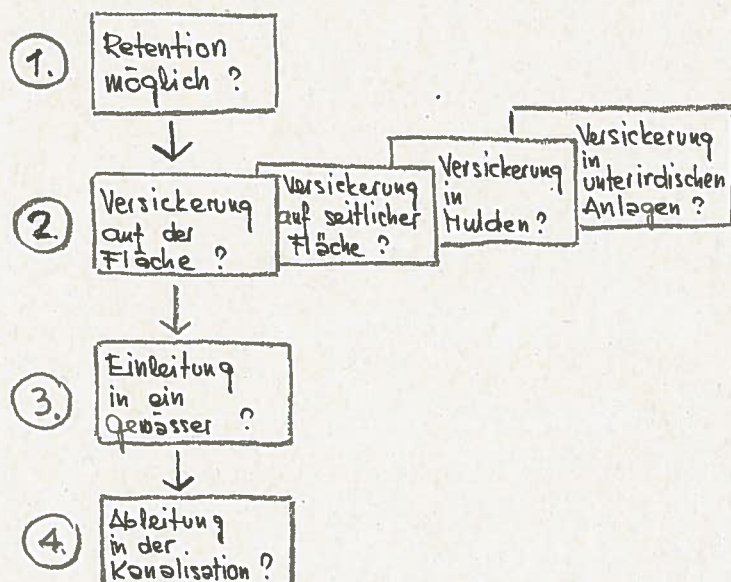 1.
Retention
möglich ?
2.
Versickerung
auf der
Fläche ?
Versickerung
auf seitlicher
Fläche ?
Versickerung
in
Mulden ?
Versickerung
in
unterirdischen
Anlagen ?
3.
Einleitung
in ein
Gewässer ?
4.
Ableitung
in der
Kanalisation ?